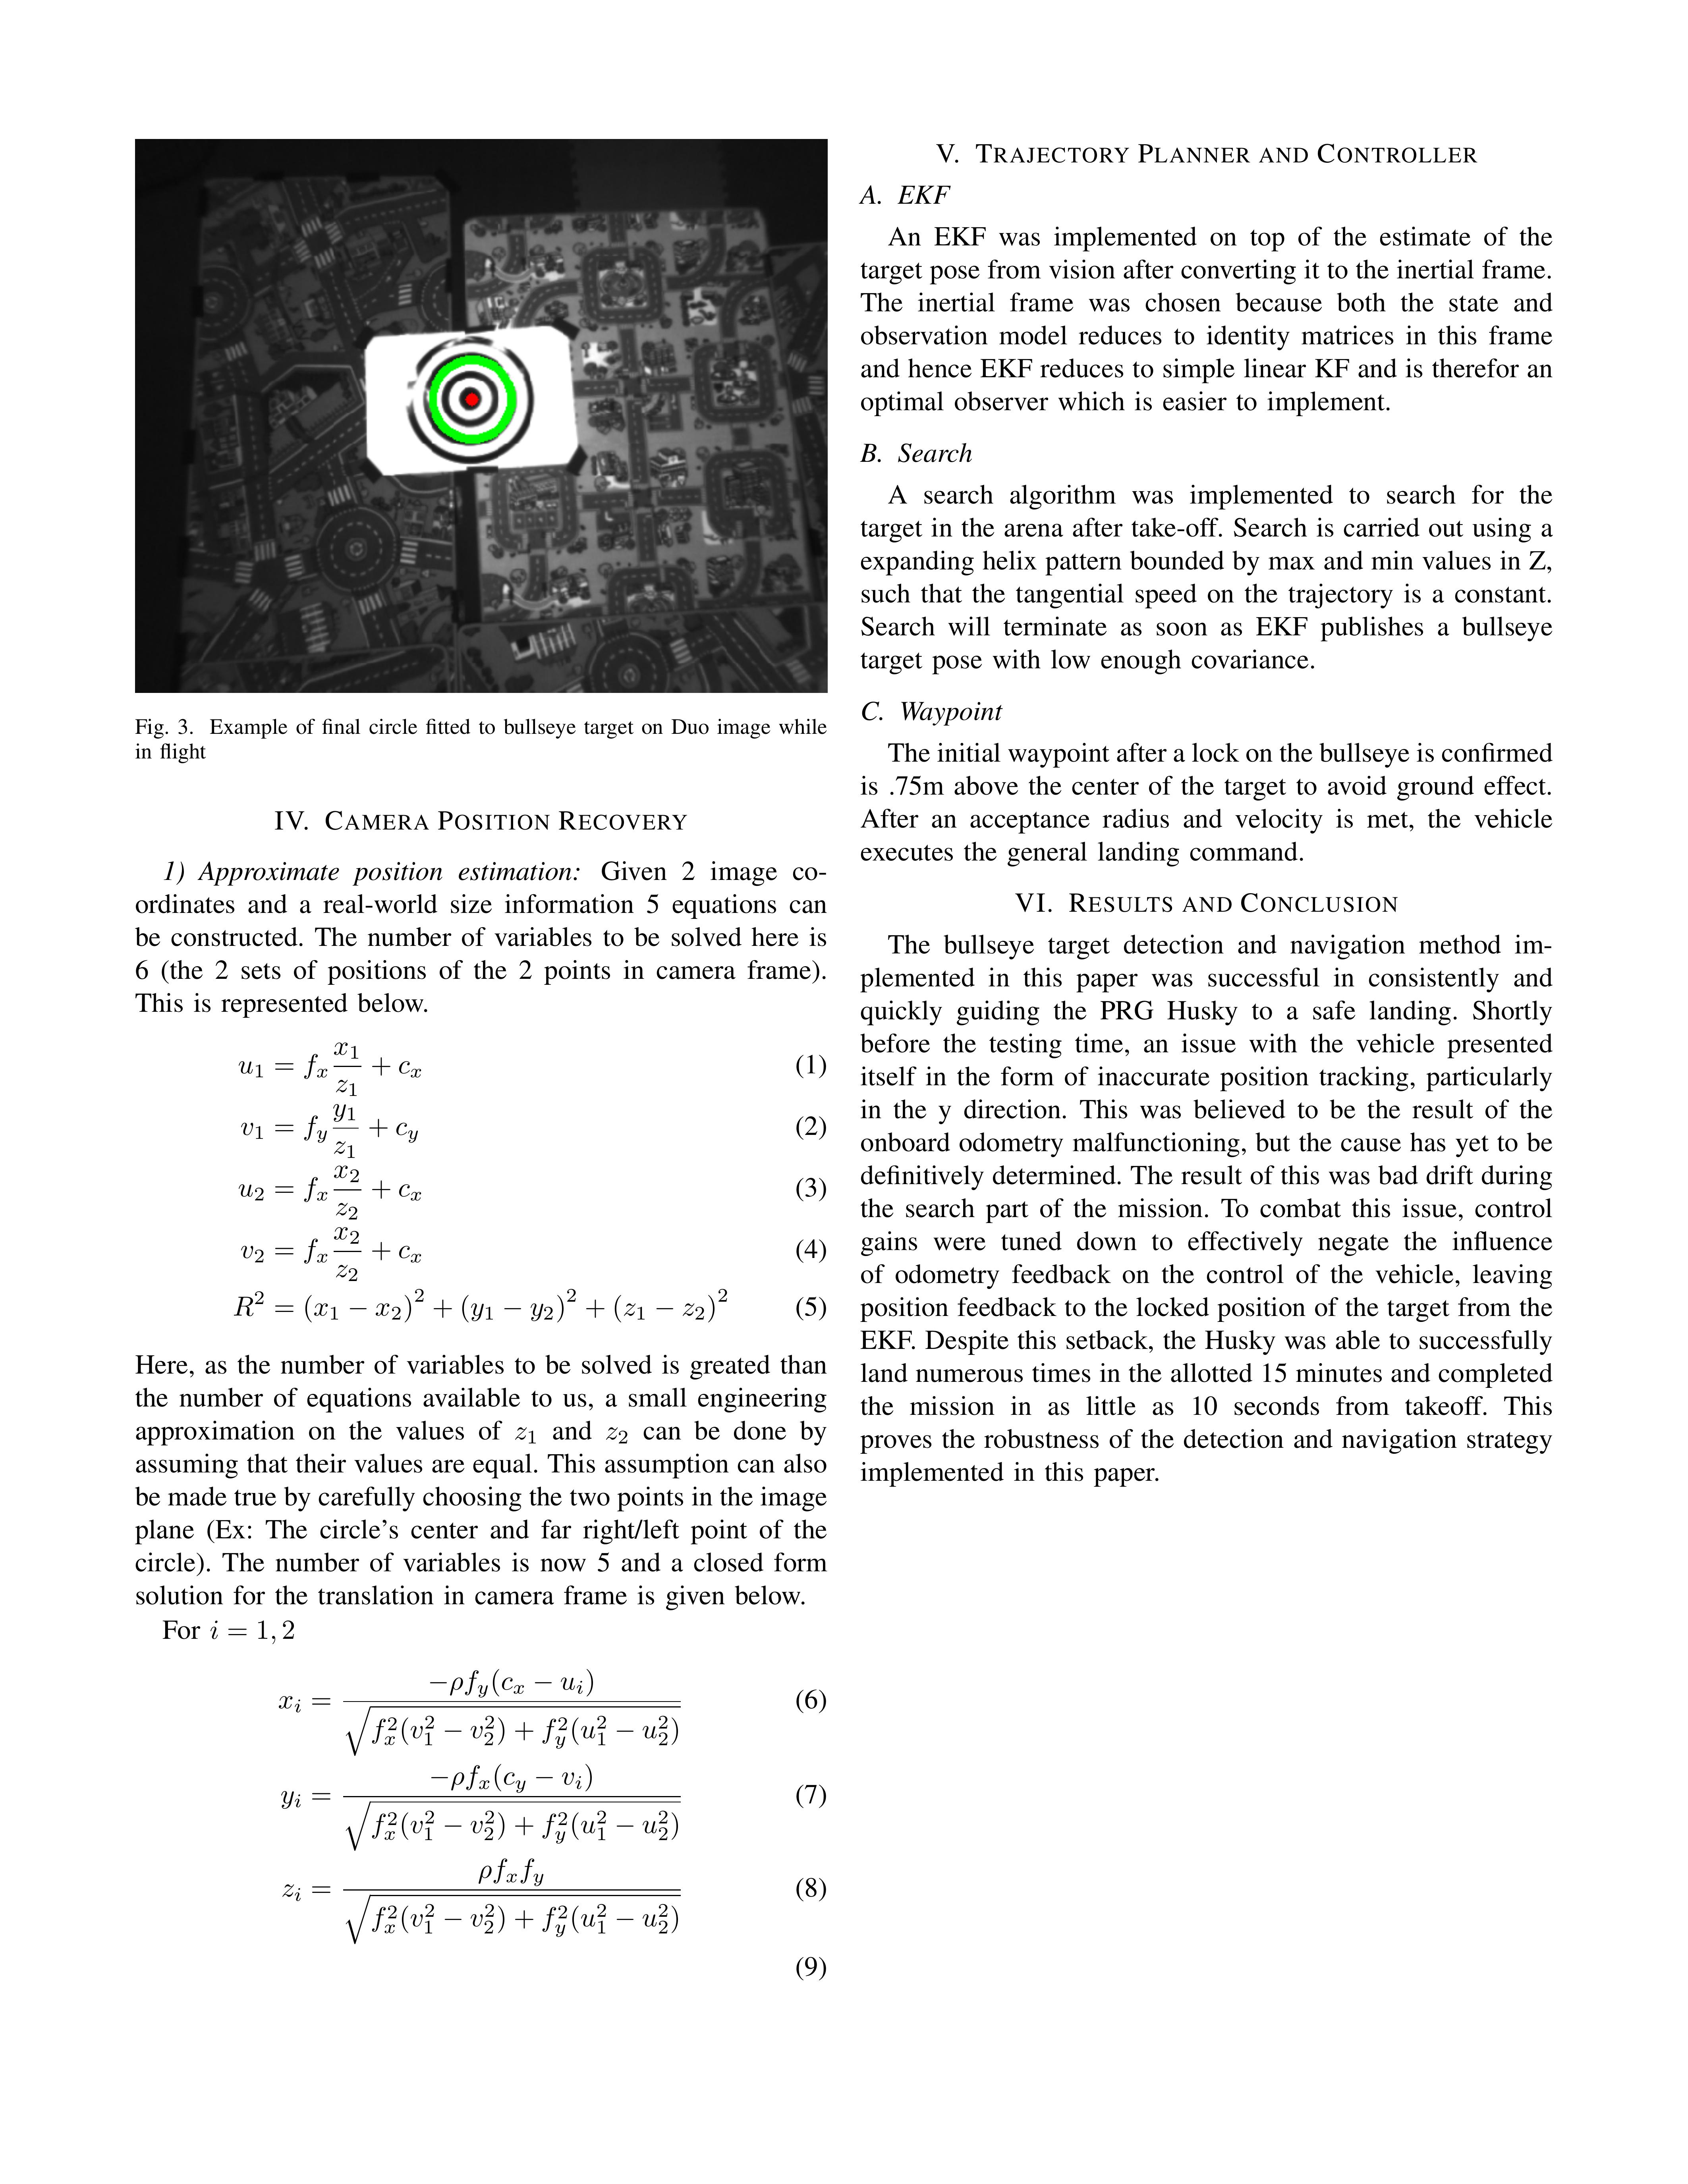 Fig. 3. Example of final circle fitted to bullseye target on Duo image while
in flight
IV. CAMERA POSITION RECOVERY
1) Approximate position estimation: Given 2 image co-
ordinates and a real-world size information 5 equations can
be constructed. The number of variables to be solved here is
6 (the 2 sets of positions of the 2 points in camera frame).
This is represented below.
u_1 = f_x \frac{x_1}{z_1} + c_x (1)
v_1 = f_y \frac{y_1}{z_1} + c_y (2)
u_2 = f_x \frac{x_2}{z_2} + c_x (3)
v_2 = f_x \frac{x_2}{z_2} + c_x (4)
R^2 = (x_1 − x_2)^2 + (y_1 − y_2)^2 + (z_1 − z_2)^2 (5)
Here, as the number of variables to be solved is greated than
the number of equations available to us, a small engineering
approximation on the values of z_1 and z_2 can be done by
assuming that their values are equal. This assumption can also
be made true by carefully choosing the two points in the image
plane (Ex: The circle's center and far right/left point of the
circle). The number of variables is now 5 and a closed form
solution for the translation in camera frame is given below.
For i = 1, 2
x_i = \frac{−ρf_y(c_x − u_i)}{\sqrt{f_x^2(v_1^2 − v_2^2) + f_y^2(u_1^2 − u_2^2)}} (6)
y_i = \frac{−ρf_x(c_y − v_i)}{\sqrt{f_x^2(v_1^2 − v_2^2) + f_y^2(u_1^2 − u_2^2)}} (7)
z_i = \frac{ρf_xf_y}{\sqrt{f_x^2(v_1^2 − v_2^2) + f_y^2(u_1^2 − u_2^2)}} (8)
(9)
V. TRAJECTORY PLANNER AND CONTROLLER
A. EKF
An EKF was implemented on top of the estimate of the
target pose from vision after converting it to the inertial frame.
The inertial frame was chosen because both the state and
observation model reduces to identity matrices in this frame
and hence EKF reduces to simple linear KF and is therefor an
optimal observer which is easier to implement.
B. Search
A search algorithm was implemented to search for the
target in the arena after take-off. Search is carried out using a
expanding helix pattern bounded by max and min values in Z,
such that the tangential speed on the trajectory is a constant.
Search will terminate as soon as EKF publishes a bullseye
target pose with low enough covariance.
C. Waypoint
The initial waypoint after a lock on the bullseye is confirmed
is .75m above the center of the target to avoid ground effect.
After an acceptance radius and velocity is met, the vehicle
executes the general landing command.
VI. RESULTS AND CONCLUSION
The bullseye target detection and navigation method im-
plemented in this paper was successful in consistently and
quickly guiding the PRG Husky to a safe landing. Shortly
before the testing time, an issue with the vehicle presented
itself in the form of inaccurate position tracking, particularly
in the y direction. This was believed to be the result of the
onboard odometry malfunctioning, but the cause has yet to be
definitively determined. The result of this was bad drift during
the search part of the mission. To combat this issue, control
gains were tuned down to effectively negate the influence
of odometry feedback on the control of the vehicle, leaving
position feedback to the locked position of the target from the
EKF. Despite this setback, the Husky was able to successfully
land numerous times in the allotted 15 minutes and completed
the mission in as little as 10 seconds from takeoff. This
proves the robustness of the detection and navigation strategy
implemented in this paper.